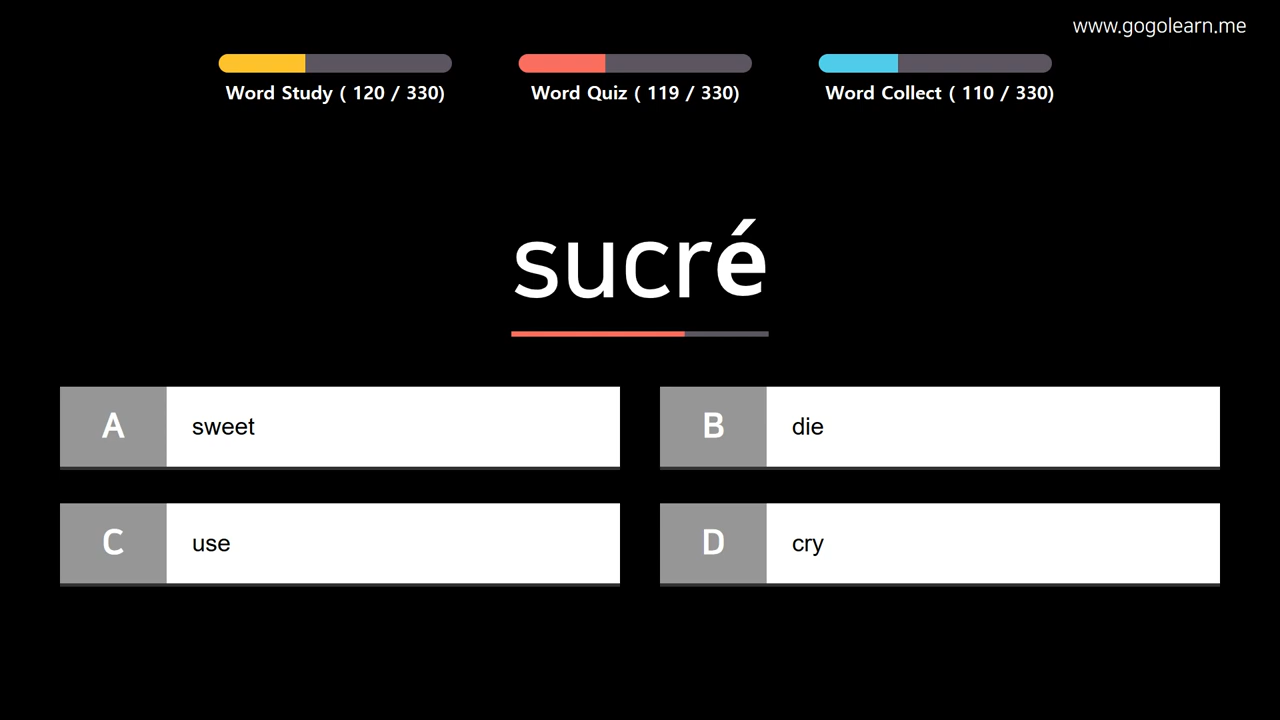 www.gogolearn.me
Word Study ( 120 / 330)
Word Quiz ( 119 / 330)
Word Collect ( 110 / 330)
sucré
A sweet
B die
C use
D cry